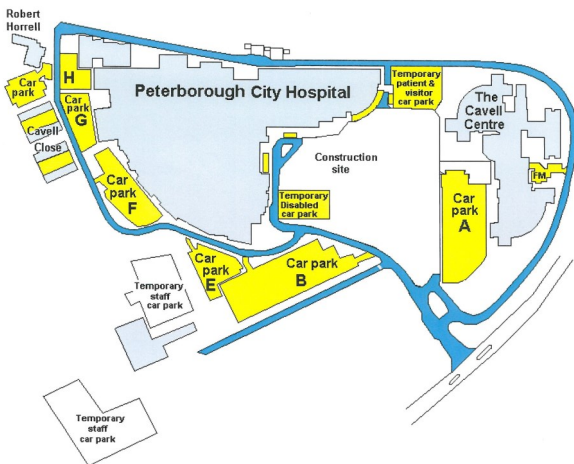 Robert
Horrell
Car
park
H
Car
park
G
Cavell
Close
Car
park
F
Peterborough City Hospital
Temporary
patient &
visitor
car park
The
Cavell
Centre
FM
Construction
site
Temporary
Disabled
car park
Car
park
A
Car
park
E
Car park
B
Temporary
staff
car park
Temporary
staff
car park